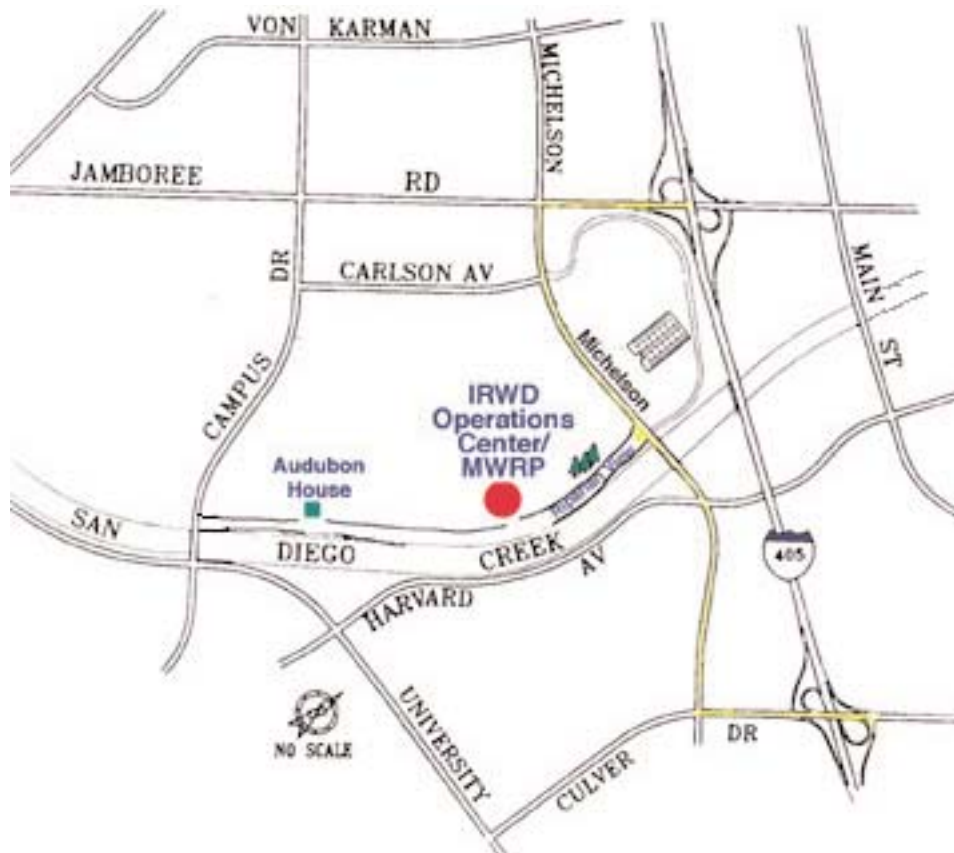 VON KARMAN
MICHELSON
JAMBOREE RD
DR
CARLSON AV
MAIN
ST
Michelson
CAMPUS
IRWD
Operations
Center/
MWRP
Audubon
House
SAN
DIEGO
CREEK
AV
405
HARVARD
NO SCALE
UNIVERSITY
DR
CULVER